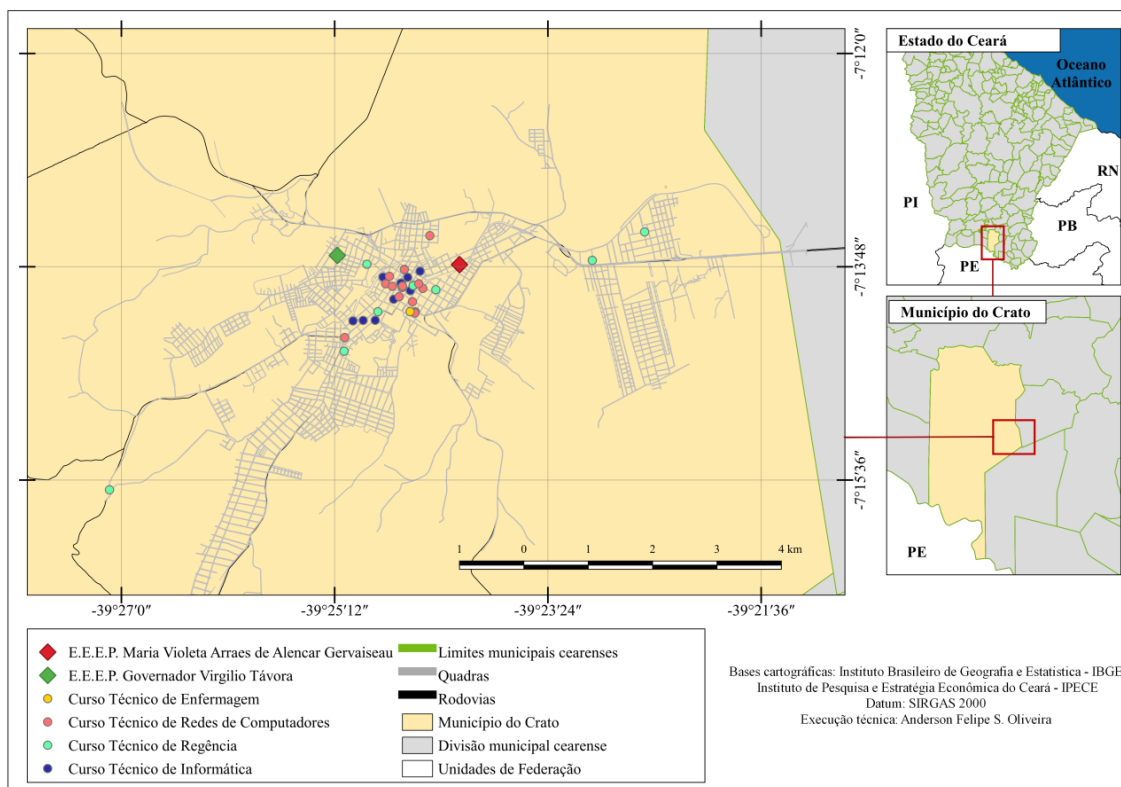 Estado do Ceará
Oceano
Atlântico
RN
PI
PB
PE
Município do Crato
PE
-7°12′0″
-7°13′48″
-7°15′36″
1 0 1 2 3 4 km
-39°27′0″ -39°25′12″ -39°23′24″ -39°21′36″
E.E.E.P. Maria Violeta Arraes de Alencar Gervaiseau
E.E.E.P. Governador Virgilio Távora
Curso Técnico de Enfermagem
Curso Técnico de Redes de Computadores
Curso Técnico de Regência
Curso Técnico de Informática
Limites municipais cearenses
Quadras
Rodovias
Município do Crato
Divisão municipal cearense
Unidades de Federação
Bases cartográficas: Instituto Brasileiro de Geografia e Estatistica - IBGE
Instituto de Pesquisa e Estratégia Econômica do Ceará - IPECE
Datum: SIRGAS 2000
Execução técnica: Anderson Felipe S. Oliveira